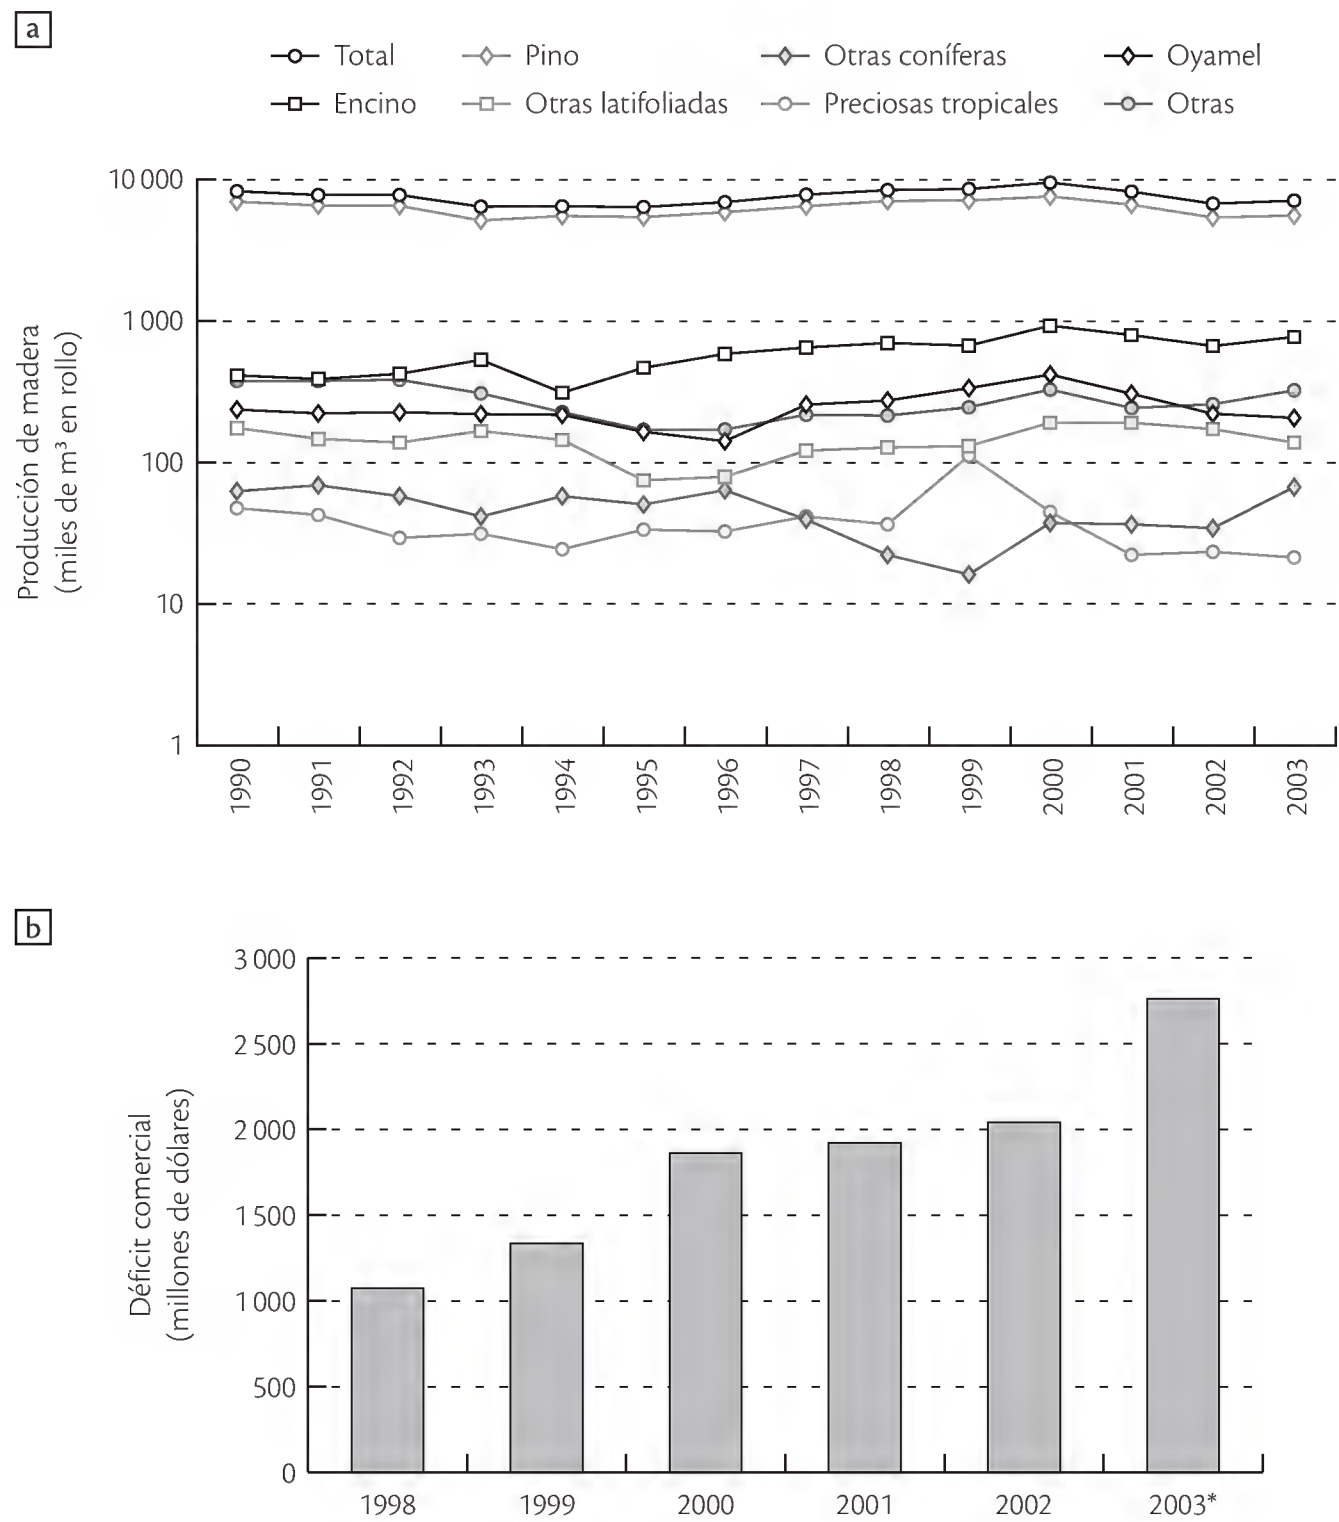 a
Total Pino Otras coníferas Oyamel
Encino Otras latifoliadas Preciosas tropicales Otras
Producción de madera
(miles de m³ en rollo)
10 000
1 000
100
10
1
1990 1991 1992 1993 1994 1995 1996 1997 1998 1999 2000 2001 2002 2003
b
Déficit comercial
(millones de dólares)
3 000
2 500
2 000
1 500
1 000
500
0
1998 1999 2000 2001 2002 2003*